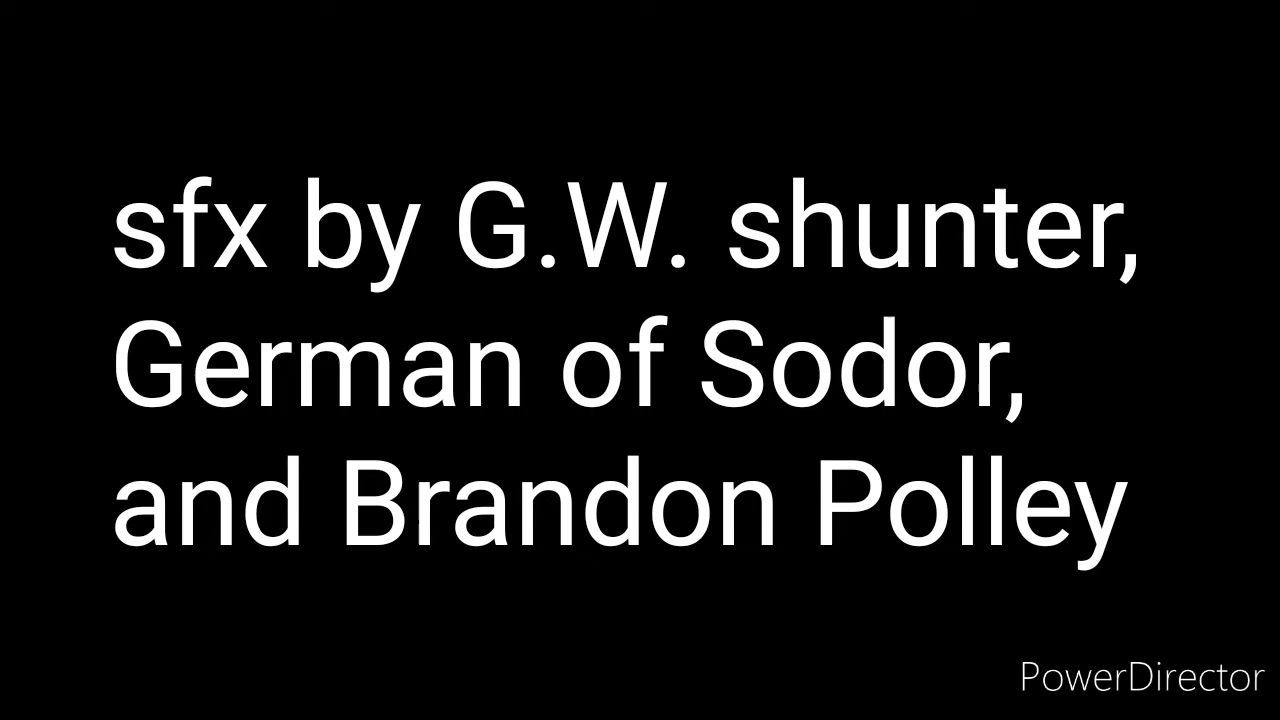 sfx by G.W. shunter,
German of Sodor,
and Brandon Polley
PowerDirector